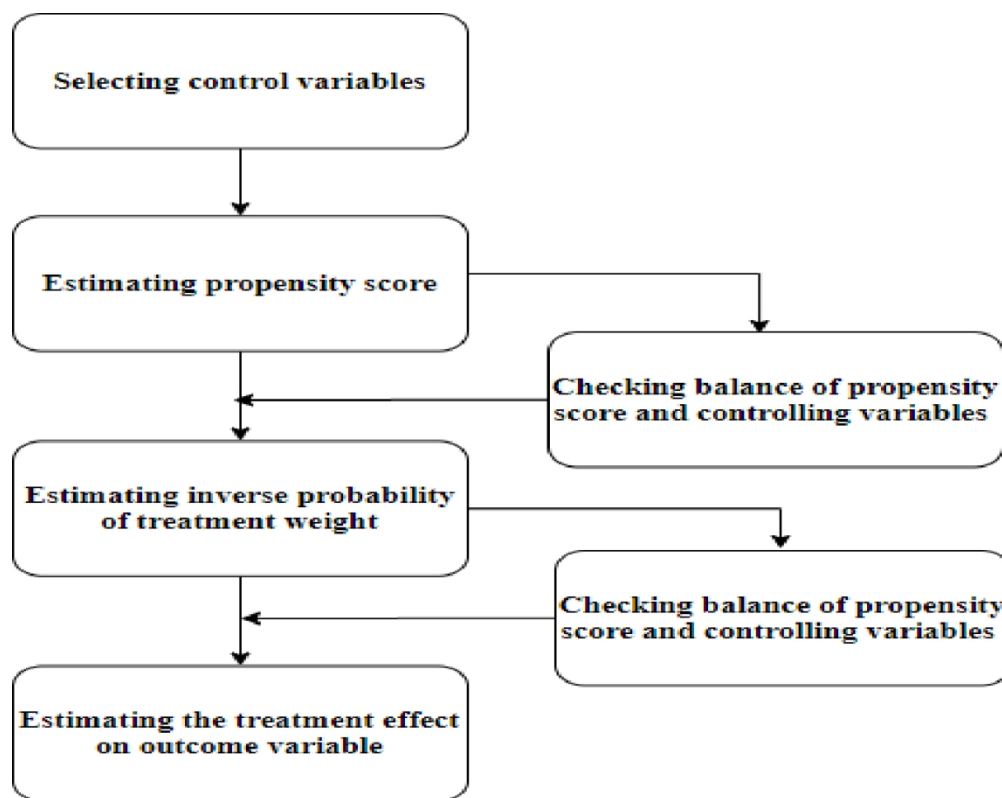 Selecting control variables
Estimating propensity score
Checking balance of propensity
score and controlling variables
Estimating inverse probability
of treatment weight
Checking balance of propensity
score and controlling variables
Estimating the treatment effect
on outcome variable